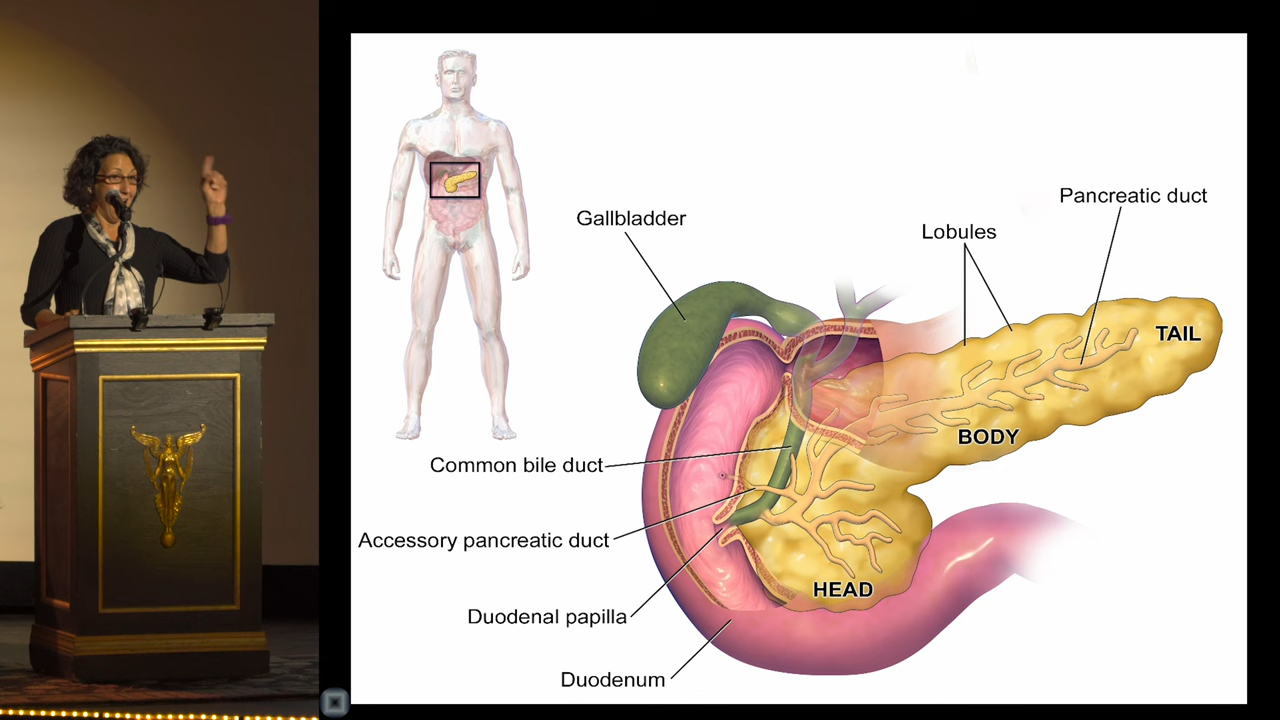 Pancreatic duct
Gallbladder
Lobules
TAIL
BODY
Common bile duct
Accessory pancreatic duct
HEAD
Duodenal papilla
Duodenum